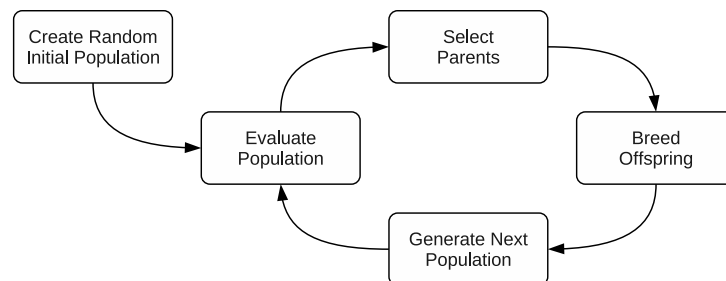 Create Random
Initial Population
Select
Parents
Evaluate
Population
Breed
Offspring
Generate Next
Population